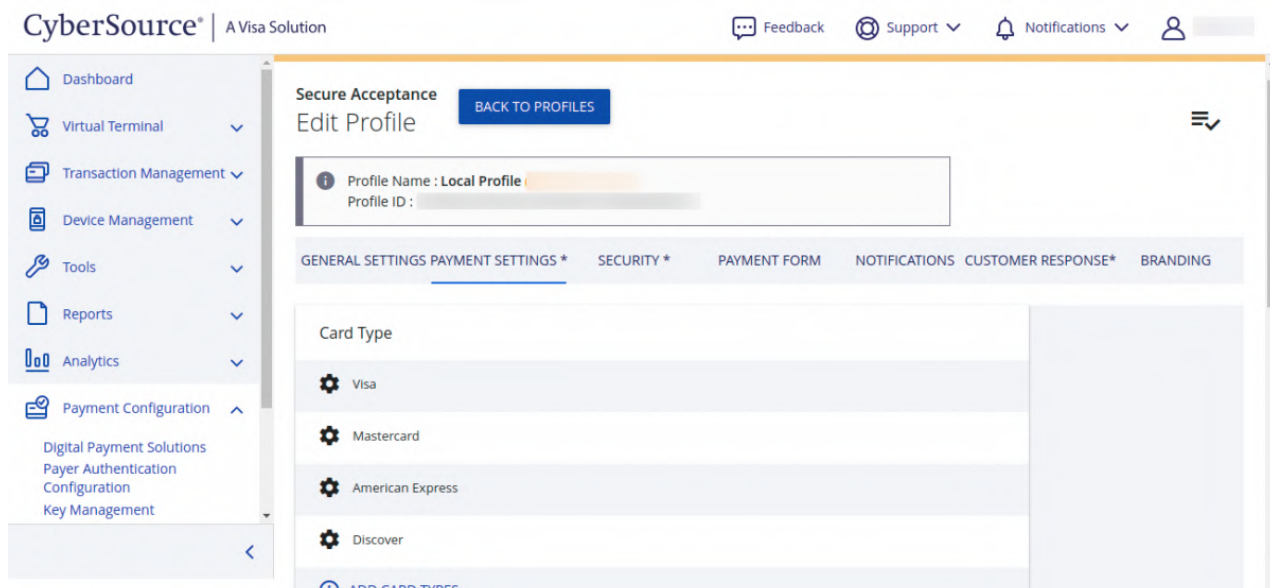 CyberSource® | A Visa Solution
Feedback
Support
Notifications
Dashboard
Virtual Terminal
Transaction Management
Device Management
Tools
Reports
Analytics
Payment Configuration
Digital Payment Solutions
Payer Authentication
Configuration
Key Management
Secure Acceptance
Edit Profile
BACK TO PROFILES
Profile Name : Local Profile
Profile ID :
GENERAL SETTINGS PAYMENT SETTINGS * SECURITY * PAYMENT FORM NOTIFICATIONS CUSTOMER RESPONSE* BRANDING
Card Type
Visa
Mastercard
American Express
Discover
ADD CARD TYPES